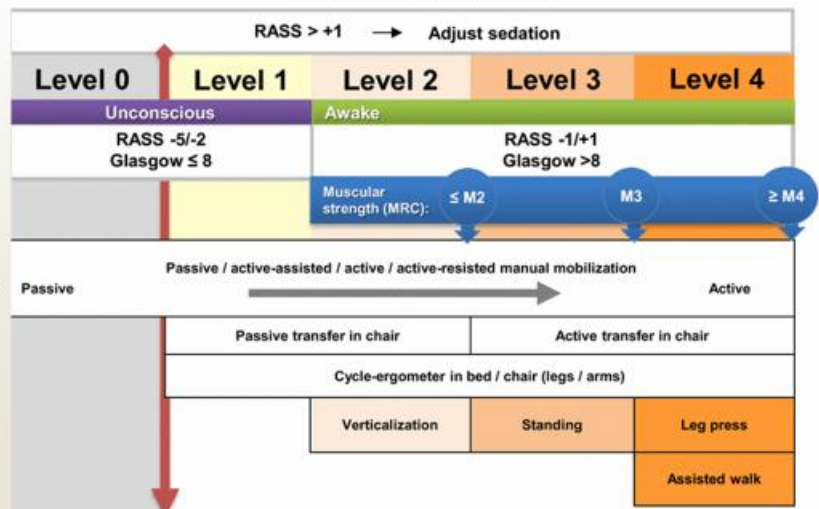 RASS > +1 → Adjust sedation
Level 0 Level 1 Level 2 Level 3 Level 4
Unconscious Awake
RASS -5/-2
Glasgow ≤ 8
RASS -1/+1
Glasgow >8
Muscular
strength (MRC):
≤ M2 M3 ≥ M4
Passive / active-assisted / active / active-resisted manual mobilization
Passive Active
Passive transfer in chair Active transfer in chair
Cycle-ergometer in bed / chair (legs / arms)
Verticalization Standing Leg press
Assisted walk